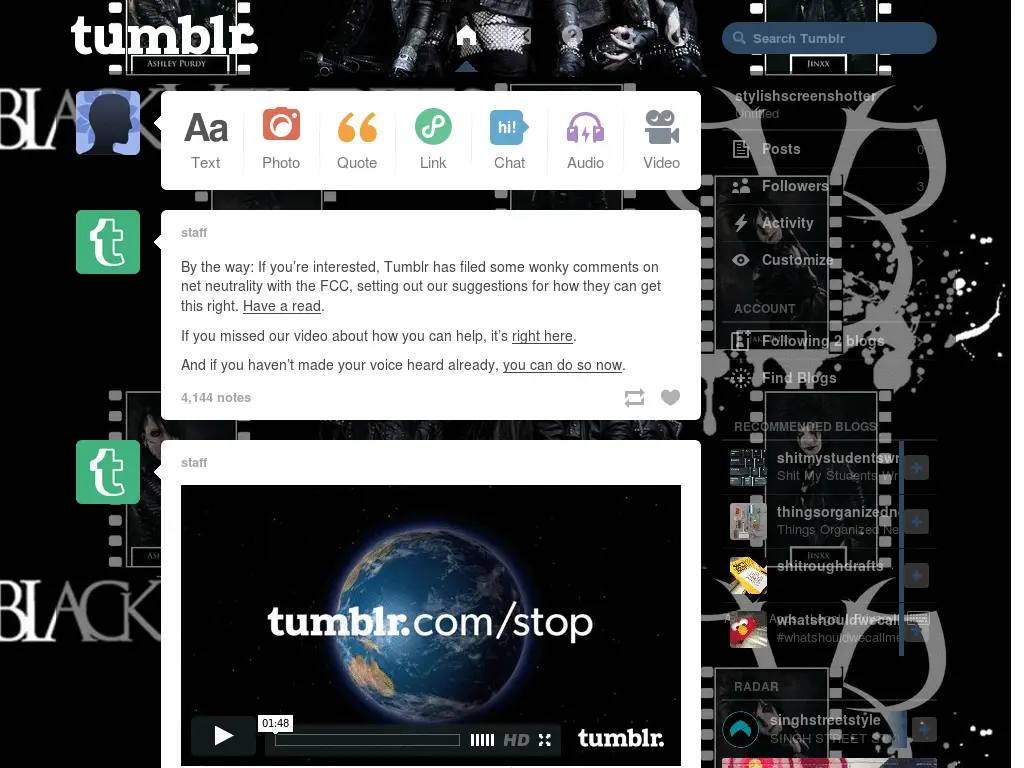 tumblr.
Search Tumblr
ASHLEY PURDY
JINXX
stylishscreenshotter
Untitled
Aa
hi!
Text
Photo
Quote
Link
Chat
Audio
Video
Posts 0
Followers 3
Activity
Customize
ACCOUNT
Following 2 blogs
Find Blogs
staff
By the way: If you're interested, Tumblr has filed some wonky comments on
net neutrality with the FCC, setting out our suggestions for how they can get
this right. Have a read.
If you missed our video about how you can help, it's right here.
And if you haven't made your voice heard already, you can do so now.
4,144 notes
RECOMMENDED BLOGS
shitmystudentswr
Shit My Students Wr
thingsorganizedne
Things Organized Ne
shitroughdrafts
whatshouldwecall
#whatshouldwecallme
JINXX
BLACK
staff
tumblr.com/stop
01:48
HD
tumblr.
RADAR
singhstreetstyle
SINGH STREET